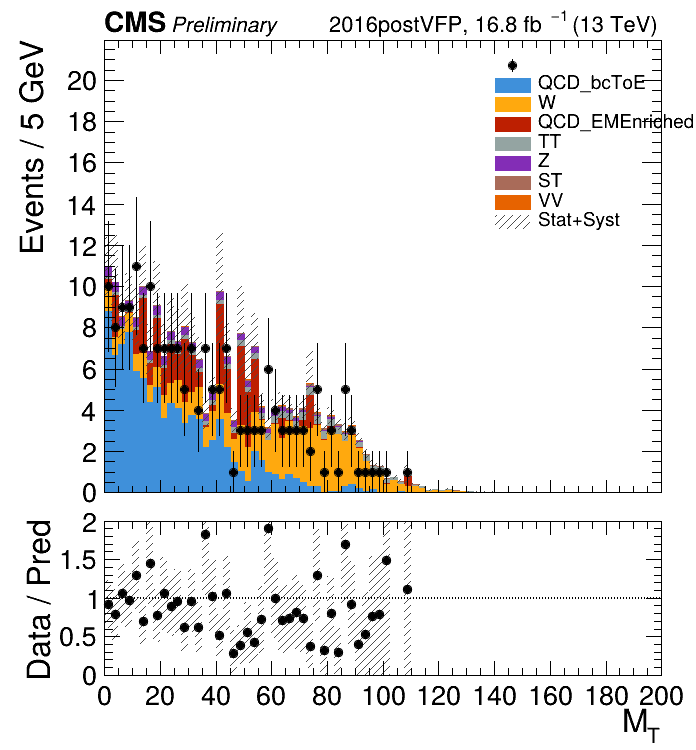 CMS Preliminary 2016postVFP, 16.8 fb⁻¹ (13 TeV)
Events / 5 GeV
20
18
16
14
12
10
8
6
4
2
0
QCD_bcToE
W
QCD_EMEnriched
TT
Z
ST
VV
Stat+Syst
Data / Pred
2
1.5
1
0.5
0
0 20 40 60 80 100 120 140 160 180 200
M_T